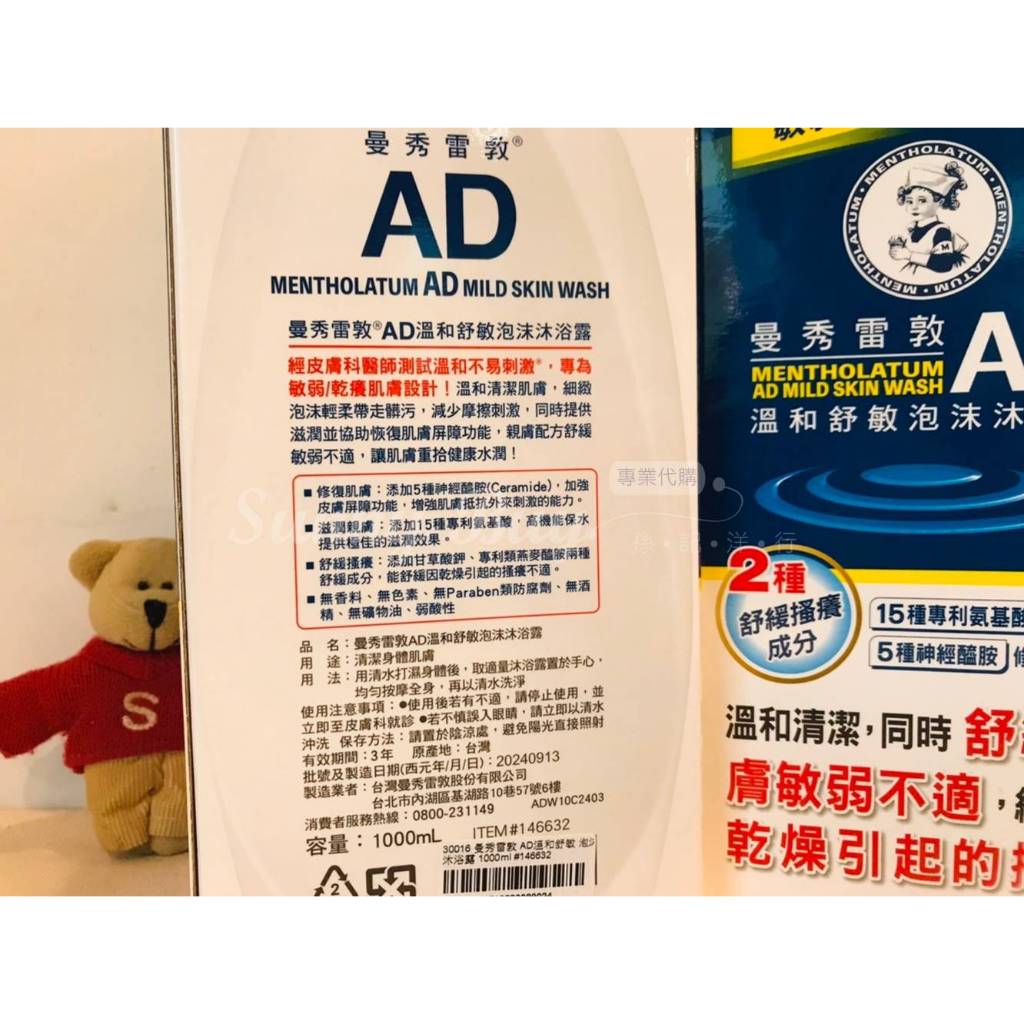 曼秀雷敦®
AD
MENTHOLATUM AD MILD SKIN WASH
曼秀雷敦®AD溫和舒敏泡沫沐浴露
經皮膚科醫師測試溫和不易刺激*，專為
敏弱/乾癢肌膚設計！溫和清潔肌膚，細緻
泡沫輕柔帶走髒污，減少摩擦刺激，同時提供
滋潤並協助恢復肌膚屏障功能，親膚配方舒緩
敏弱不適，讓肌膚重拾健康水潤！
■ 修復肌膚：添加5種神經醯胺(Ceramide)，加強
皮膚屏障功能，增強肌膚抵抗外來刺激的能力。
■ 滋潤親膚：添加15種專利氨基酸，高機能保水
提供極佳的滋潤效果。
■ 舒緩搔癢：添加甘草酸鉀、專利類燕麥醯胺兩種
舒緩成分，能舒緩因乾燥引起的搔癢不適。
■ 無香料、無色素、無Paraben類防腐劑、無酒
精、無礦物油、弱酸性
品 名：曼秀雷敦AD溫和舒敏泡沫沐浴露
用 途：清潔身體肌膚
用 法：用清水打濕身體後，取適量沐浴露置於手心，
均勻按摩全身，再以清水洗淨
使用注意事項：●使用後若有不適，請停止使用，並
立即至皮膚科就診 ●若不慎誤入眼睛，請立即以清水
沖洗 保存方法：請置於陰涼處，避免陽光直接照射
有效期間：3年 原產地：台灣
批號及製造日期(西元年/月/日)：20240913
製造業者：台灣曼秀雷敦股份有限公司
台北市內湖區基湖路10巷57號6樓
消費者服務熱線：0800-231149 ADW10C2403
容量：1000mL ITEM#146632
30016 曼秀雷敦 AD溫和舒敏 泡沫
沐浴露 1000ml #146632
2
專業代購
係·記·洋·行
MENTHOLATUM · MENTHOLATUM · MENTHOLATUM
M
曼秀雷敦
A
MENTHOLATUM
AD MILD SKIN WASH
溫和舒敏泡沫沐
2種
舒緩搔癢
成分
15種專利氨基酸
5種神經醯胺
溫和清潔，同時 舒
膚敏弱不適，
乾燥引起的
S